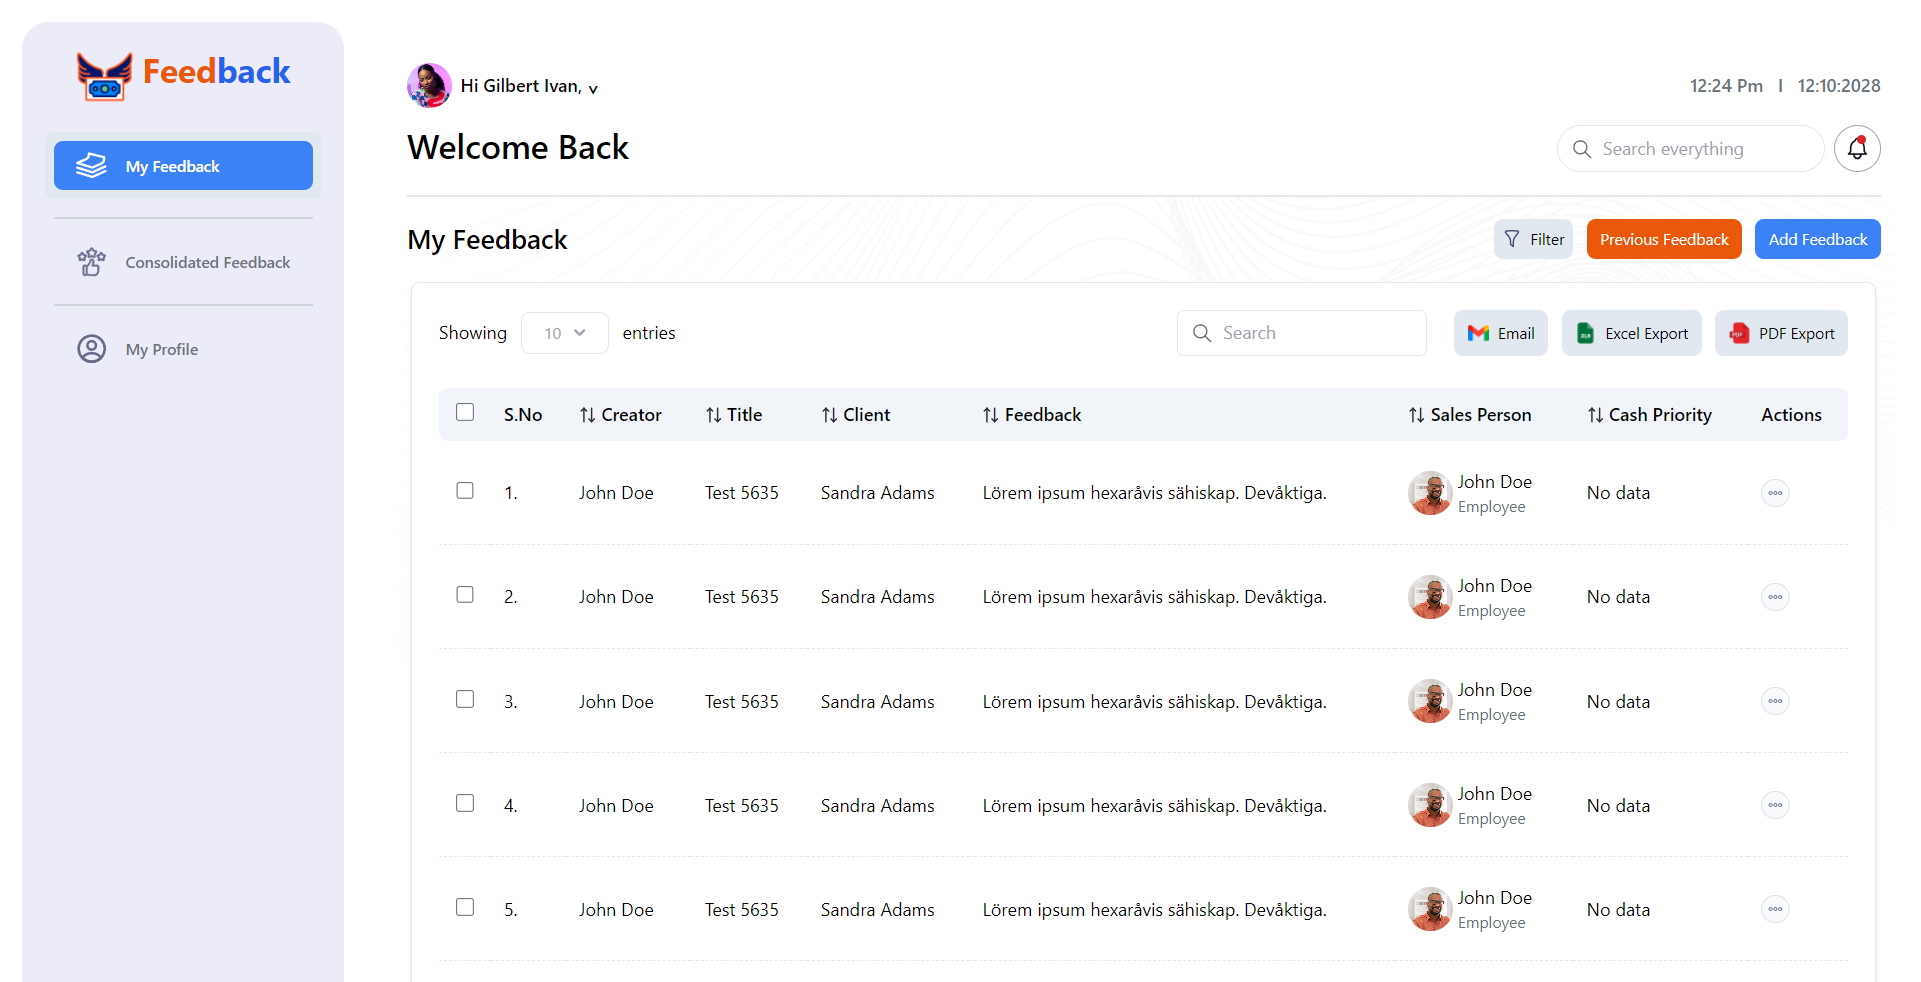 Feedback
My Feedback
Consolidated Feedback
My Profile
Hi Gilbert Ivan,
12:24 Pm I 12:10:2028
Welcome Back
Search everything
My Feedback
Filter
Previous Feedback
Add Feedback
Showing 10 entries
Search
Email
Excel Export
PDF Export
S.No Creator Title Client Feedback Sales Person Cash Priority Actions
1. John Doe Test 5635 Sandra Adams Lörem ipsum hexaråvis sähiskap. Devåktiga. John Doe Employee No data
2. John Doe Test 5635 Sandra Adams Lörem ipsum hexaråvis sähiskap. Devåktiga. John Doe Employee No data
3. John Doe Test 5635 Sandra Adams Lörem ipsum hexaråvis sähiskap. Devåktiga. John Doe Employee No data
4. John Doe Test 5635 Sandra Adams Lörem ipsum hexaråvis sähiskap. Devåktiga. John Doe Employee No data
5. John Doe Test 5635 Sandra Adams Lörem ipsum hexaråvis sähiskap. Devåktiga. John Doe Employee No data